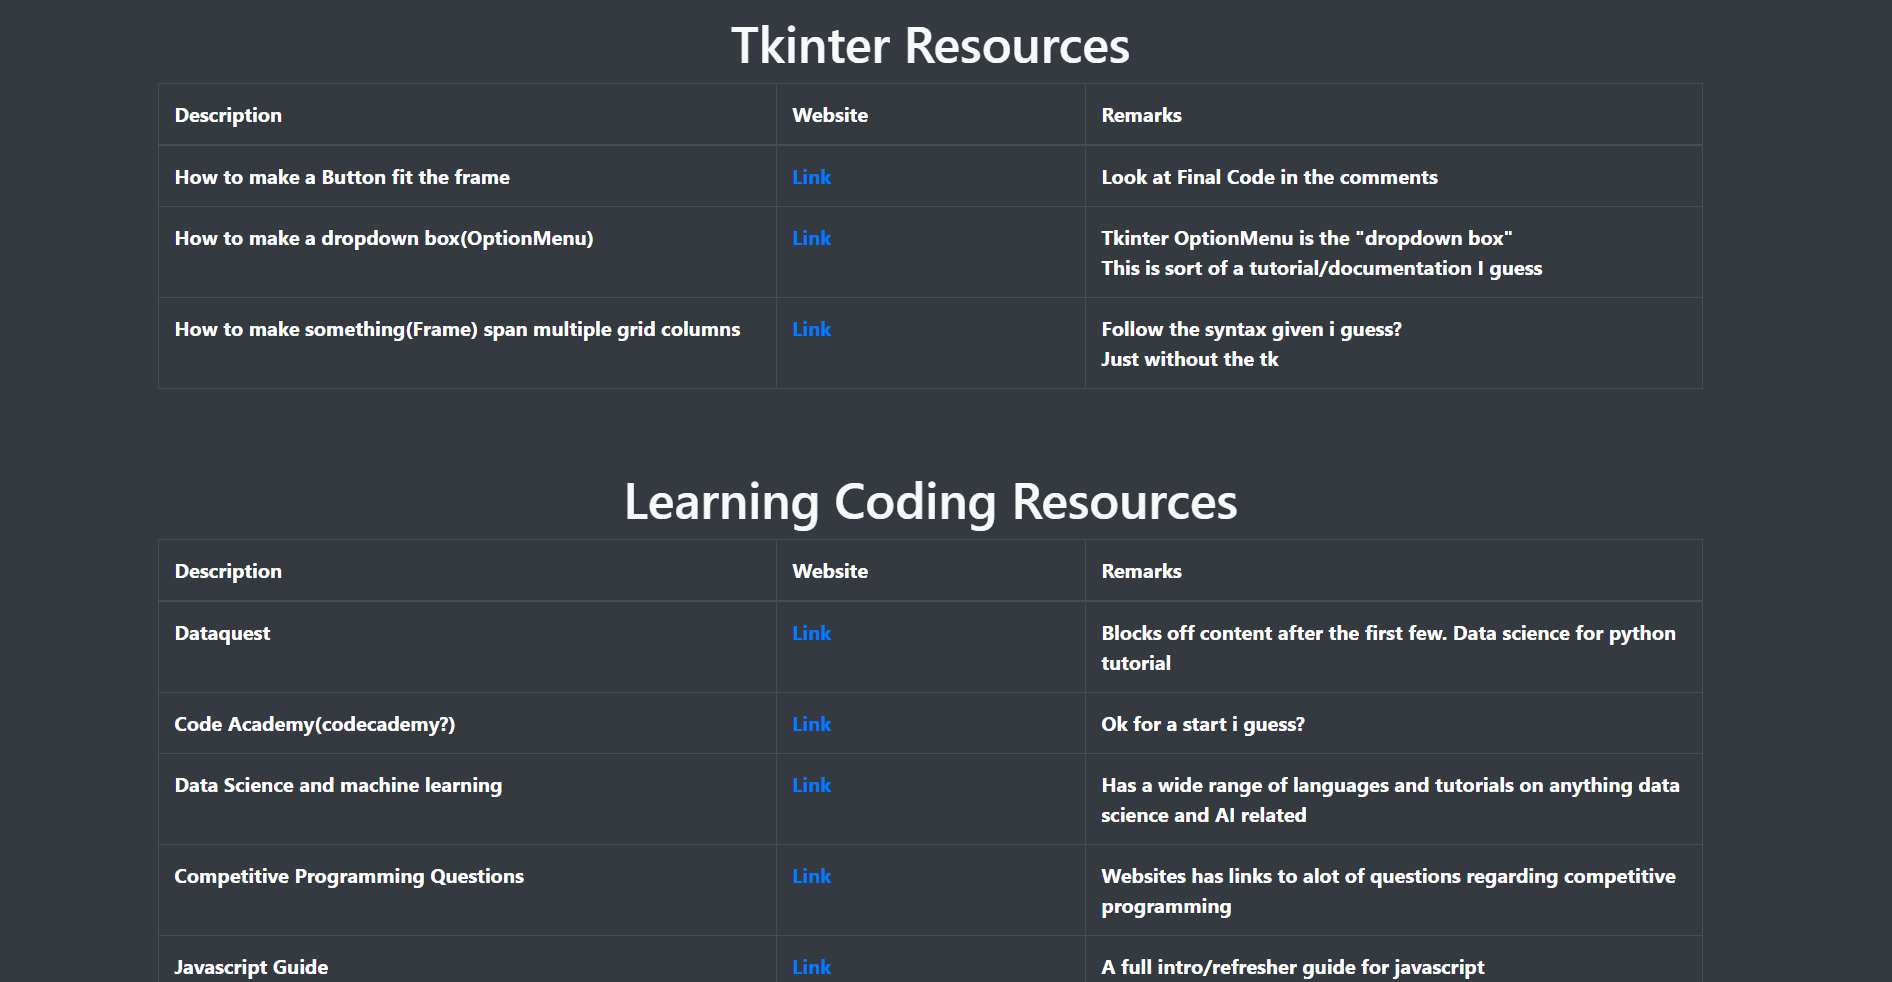 Tkinter Resources
Description Website Remarks
How to make a Button fit the frame Link Look at Final Code in the comments
How to make a dropdown box(OptionMenu) Link Tkinter OptionMenu is the "dropdown box"
This is sort of a tutorial/documentation I guess
How to make something(Frame) span multiple grid columns Link Follow the syntax given i guess?
Just without the tk
Learning Coding Resources
Description Website Remarks
Dataquest Link Blocks off content after the first few. Data science for python
tutorial
Code Academy(codecademy?) Link Ok for a start i guess?
Data Science and machine learning Link Has a wide range of languages and tutorials on anything data
science and AI related
Competitive Programming Questions Link Websites has links to alot of questions regarding competitive
programming
Javascript Guide Link A full intro/refresher guide for javascript